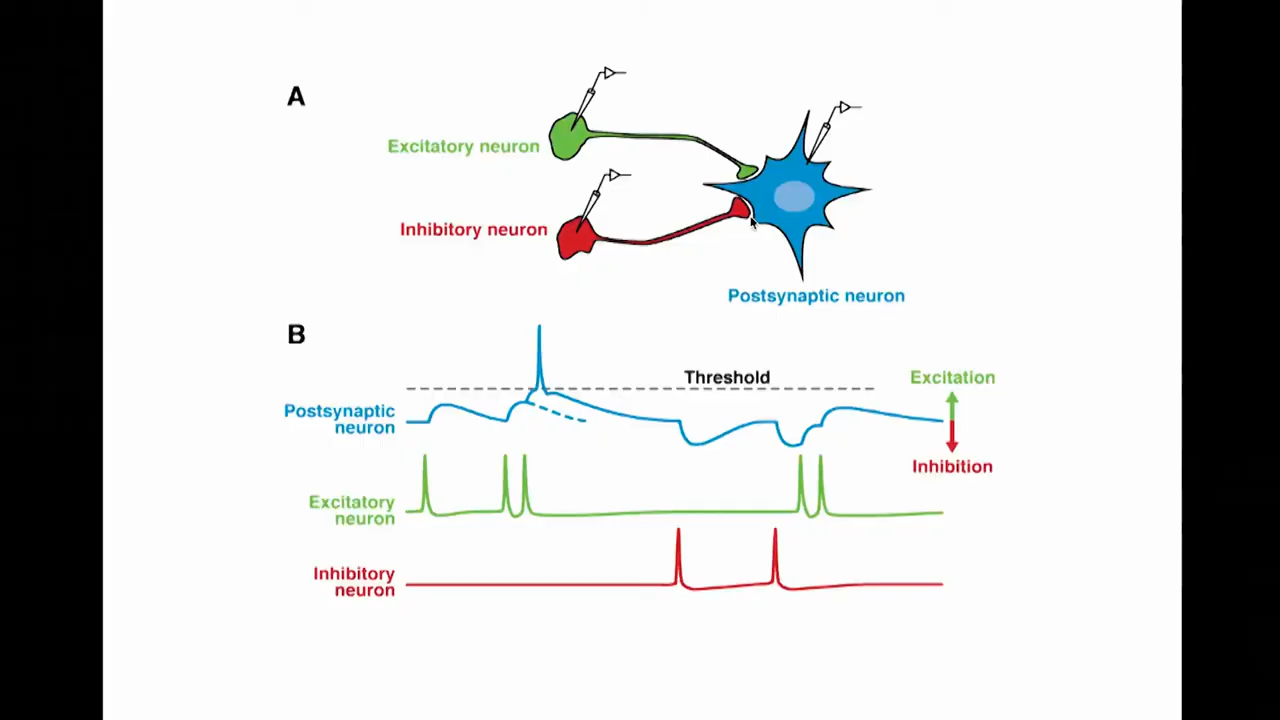 A
Excitatory neuron
Inhibitory neuron
Postsynaptic neuron
B
Threshold
Excitation
Postsynaptic
neuron
Inhibition
Excitatory
neuron
Inhibitory
neuron